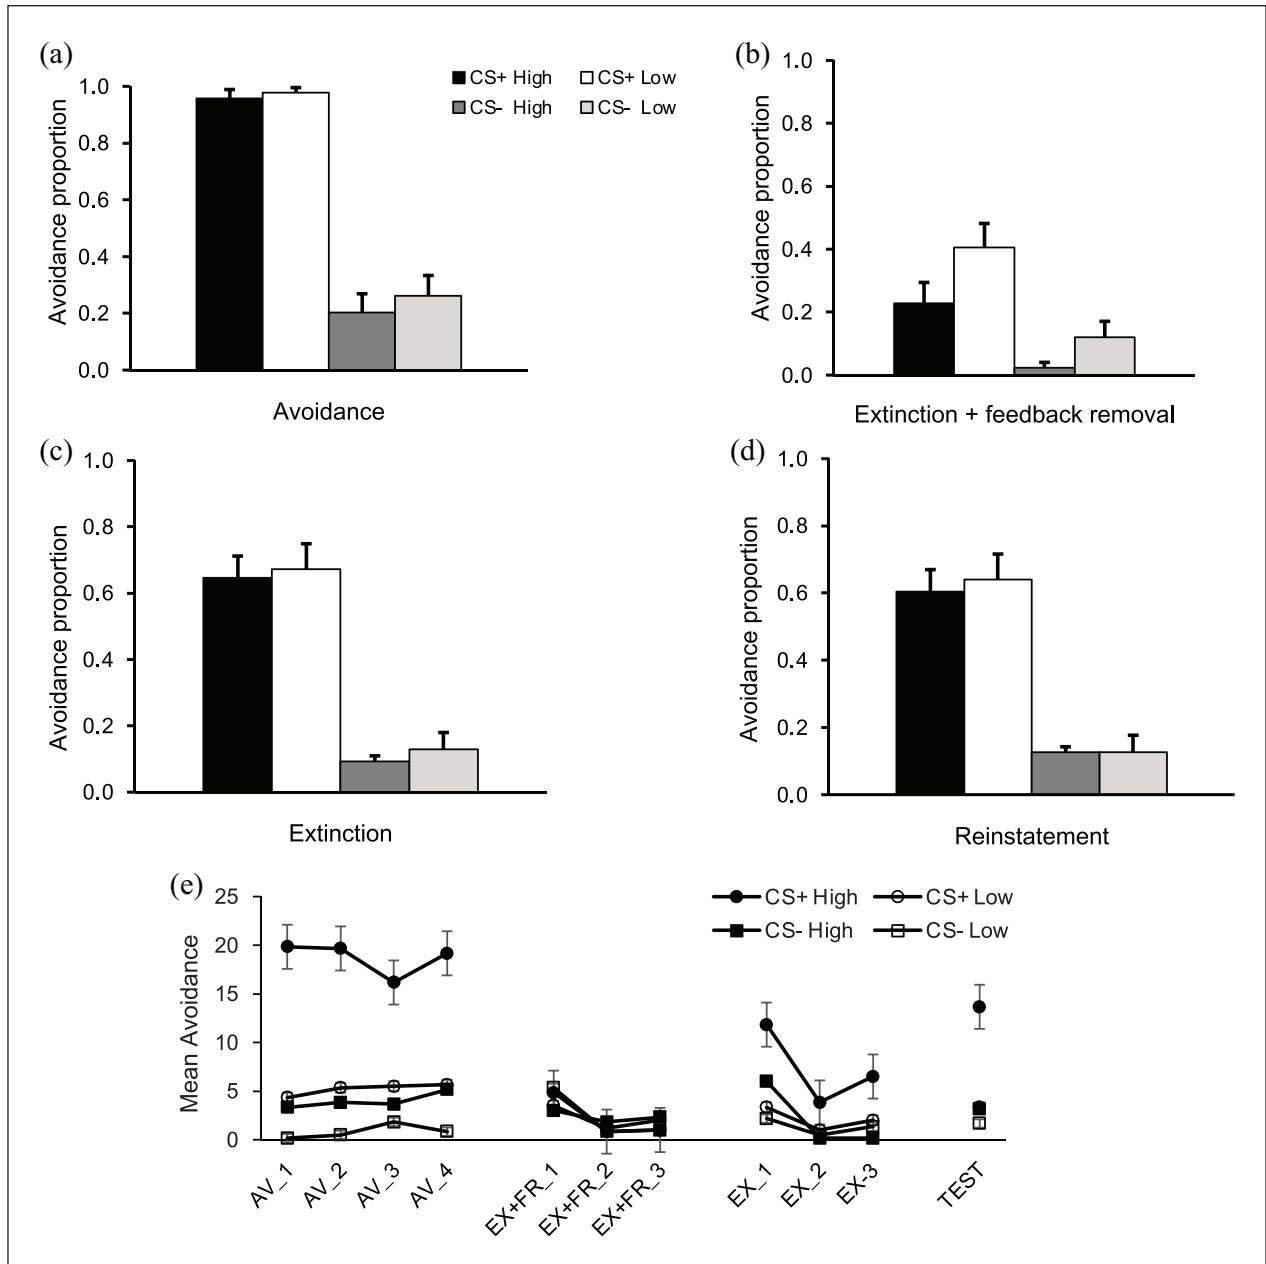 (a)
CS+ High
CS+ Low
CS- High
CS- Low
1.0
0.8
0.6
0.4
0.2
0.0
Avoidance proportion
Avoidance
(b)
1.0
0.8
0.6
0.4
0.2
0.0
Avoidance proportion
Extinction + feedback removal
(c)
1.0
0.8
0.6
0.4
0.2
0.0
Avoidance proportion
Extinction
(d)
1.0
0.8
0.6
0.4
0.2
0.0
Avoidance proportion
Reinstatement
(e)
CS+ High
CS+ Low
CS- High
CS- Low
25
20
15
10
5
0
Mean Avoidance
AV_1
AV_2
AV_3
AV_4
EX+FR_1
EX+FR_2
EX+FR_3
EX_1
EX_2
EX-3
TEST